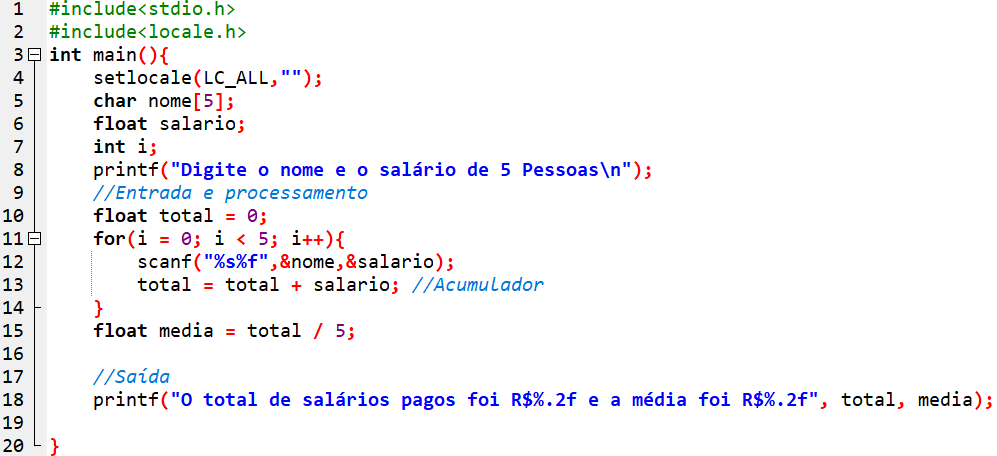 1 #include<stdio.h>
2 #include<locale.h>
3 int main(){
4     setlocale(LC_ALL,"");
5     char nome[5];
6     float salario;
7     int i;
8     printf("Digite o nome e o salário de 5 Pessoas\n");
9     //Entrada e processamento
10     float total = 0;
11     for(i = 0; i < 5; i++){
12         scanf("%s%f",&nome,&salario);
13         total = total + salario; //Acumulador
14     }
15     float media = total / 5;
16
17     //Saída
18     printf("O total de salários pagos foi R$%.2f e a média foi R$%.2f", total, media);
19
20 }